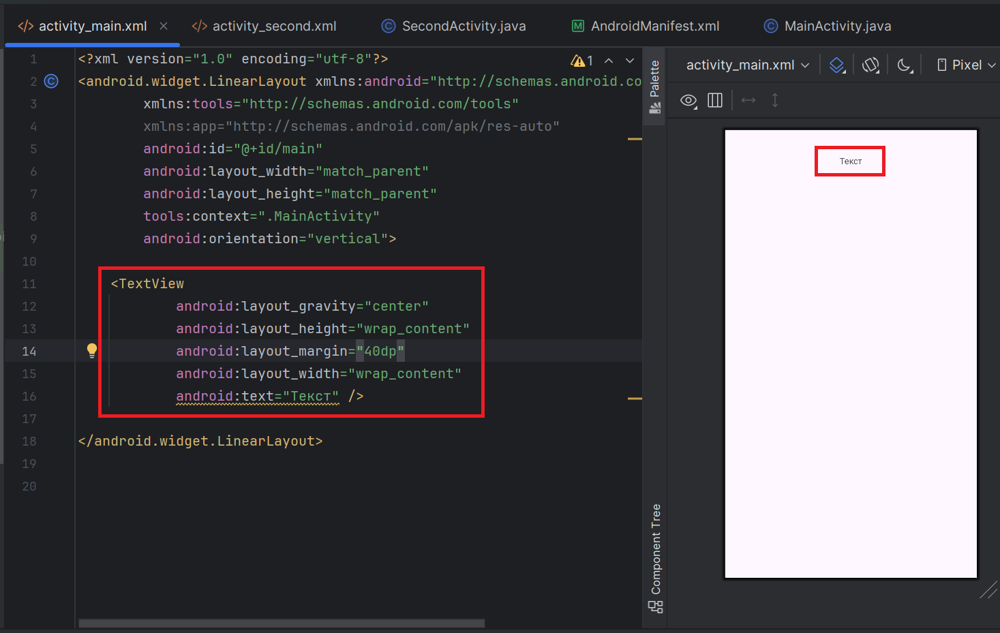 activity_main.xml
activity_second.xml
SecondActivity.java
AndroidManifest.xml
MainActivity.java
1 <?xml version="1.0" encoding="utf-8"?>
2 <android.widget.LinearLayout xmlns:android="http://schemas.android.co
3 xmlns:tools="http://schemas.android.com/tools"
4 xmlns:app="http://schemas.android.com/apk/res-auto"
5 android:id="@+id/main"
6 android:layout_width="match_parent"
7 android:layout_height="match_parent"
8 tools:context=".MainActivity"
9 android:orientation="vertical">
10
11 <TextView
12 android:layout_gravity="center"
13 android:layout_height="wrap_content"
14 android:layout_margin="40dp"
15 android:layout_width="wrap_content"
16 android:text="Текст" />
17
18 </android.widget.LinearLayout>
19
20
1
Palette
Component Tree
activity_main.xml
Pixel
Текст